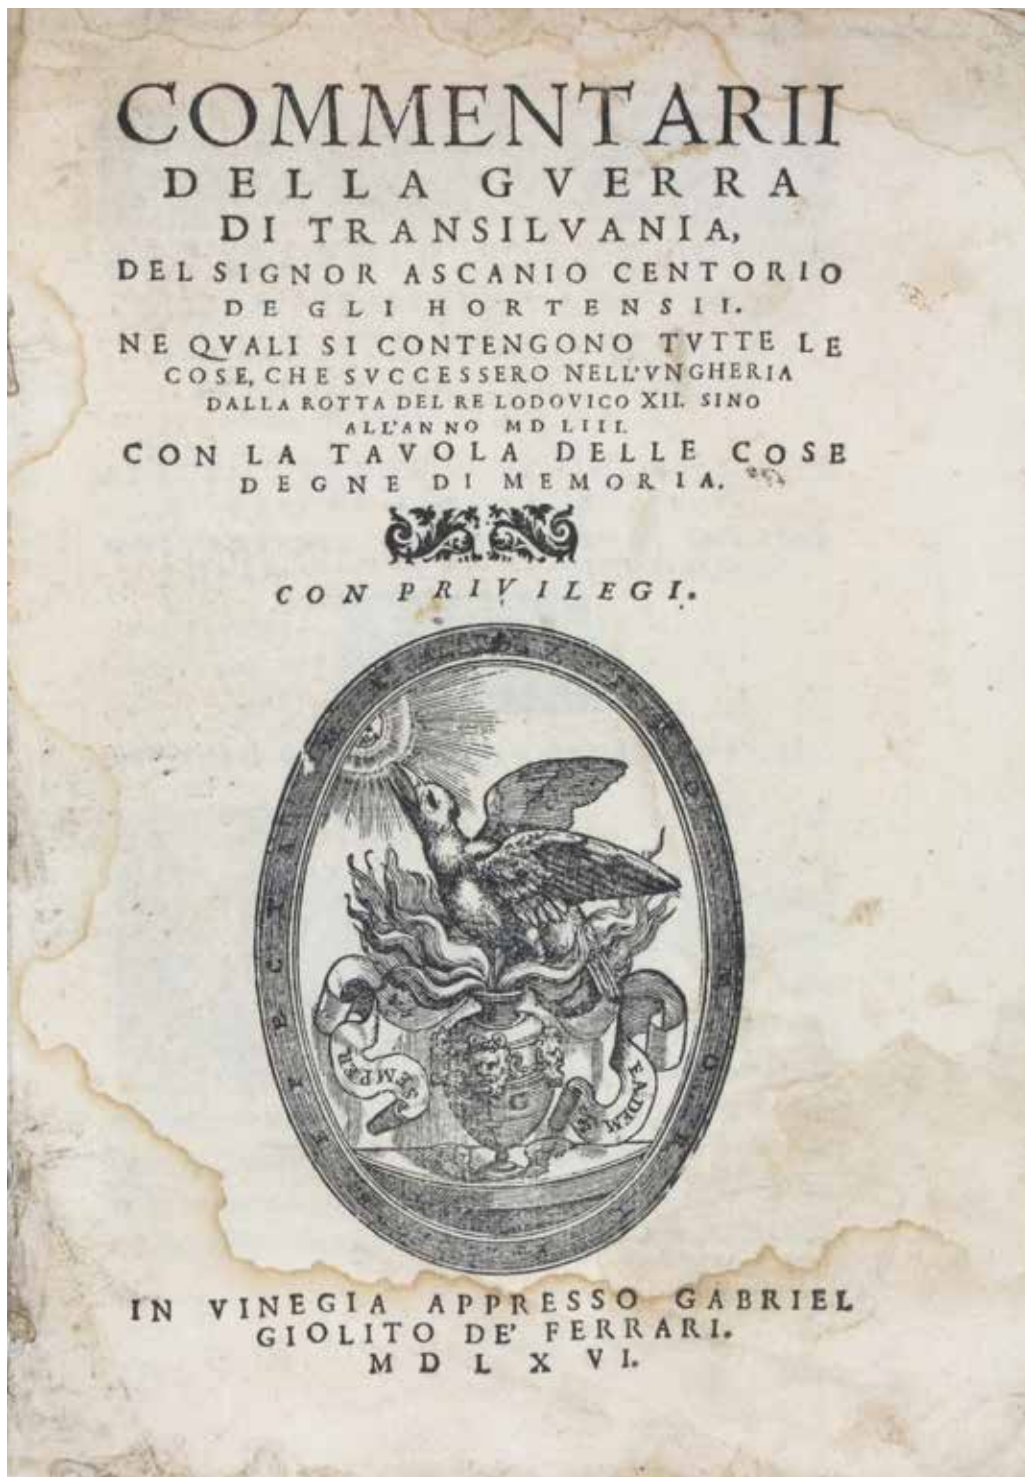 COMMENTARII
DELLA GVERRA
DI TRANSILVANIA,
DEL SIGNOR ASCANIO CENTORIO
DE GLI HORTENSII.
NE QVALI SI CONTENGONO TVTTE LE
COSE, CHE SVCCESSERO NELL'VNGHERIA
DALLA ROTTA DEL RE LODOVICO XII. SINO
ALL'ANNO MD LIII.
CON LA TAVOLA DELLE COSE
DEGNE DI MEMORIA.
CON PRIVILEGI.
SEMPER
EADEM
G
IN VINEGIA APPRESSO GABRIEL
GIOLITO DE' FERRARI.
MDLXVI.